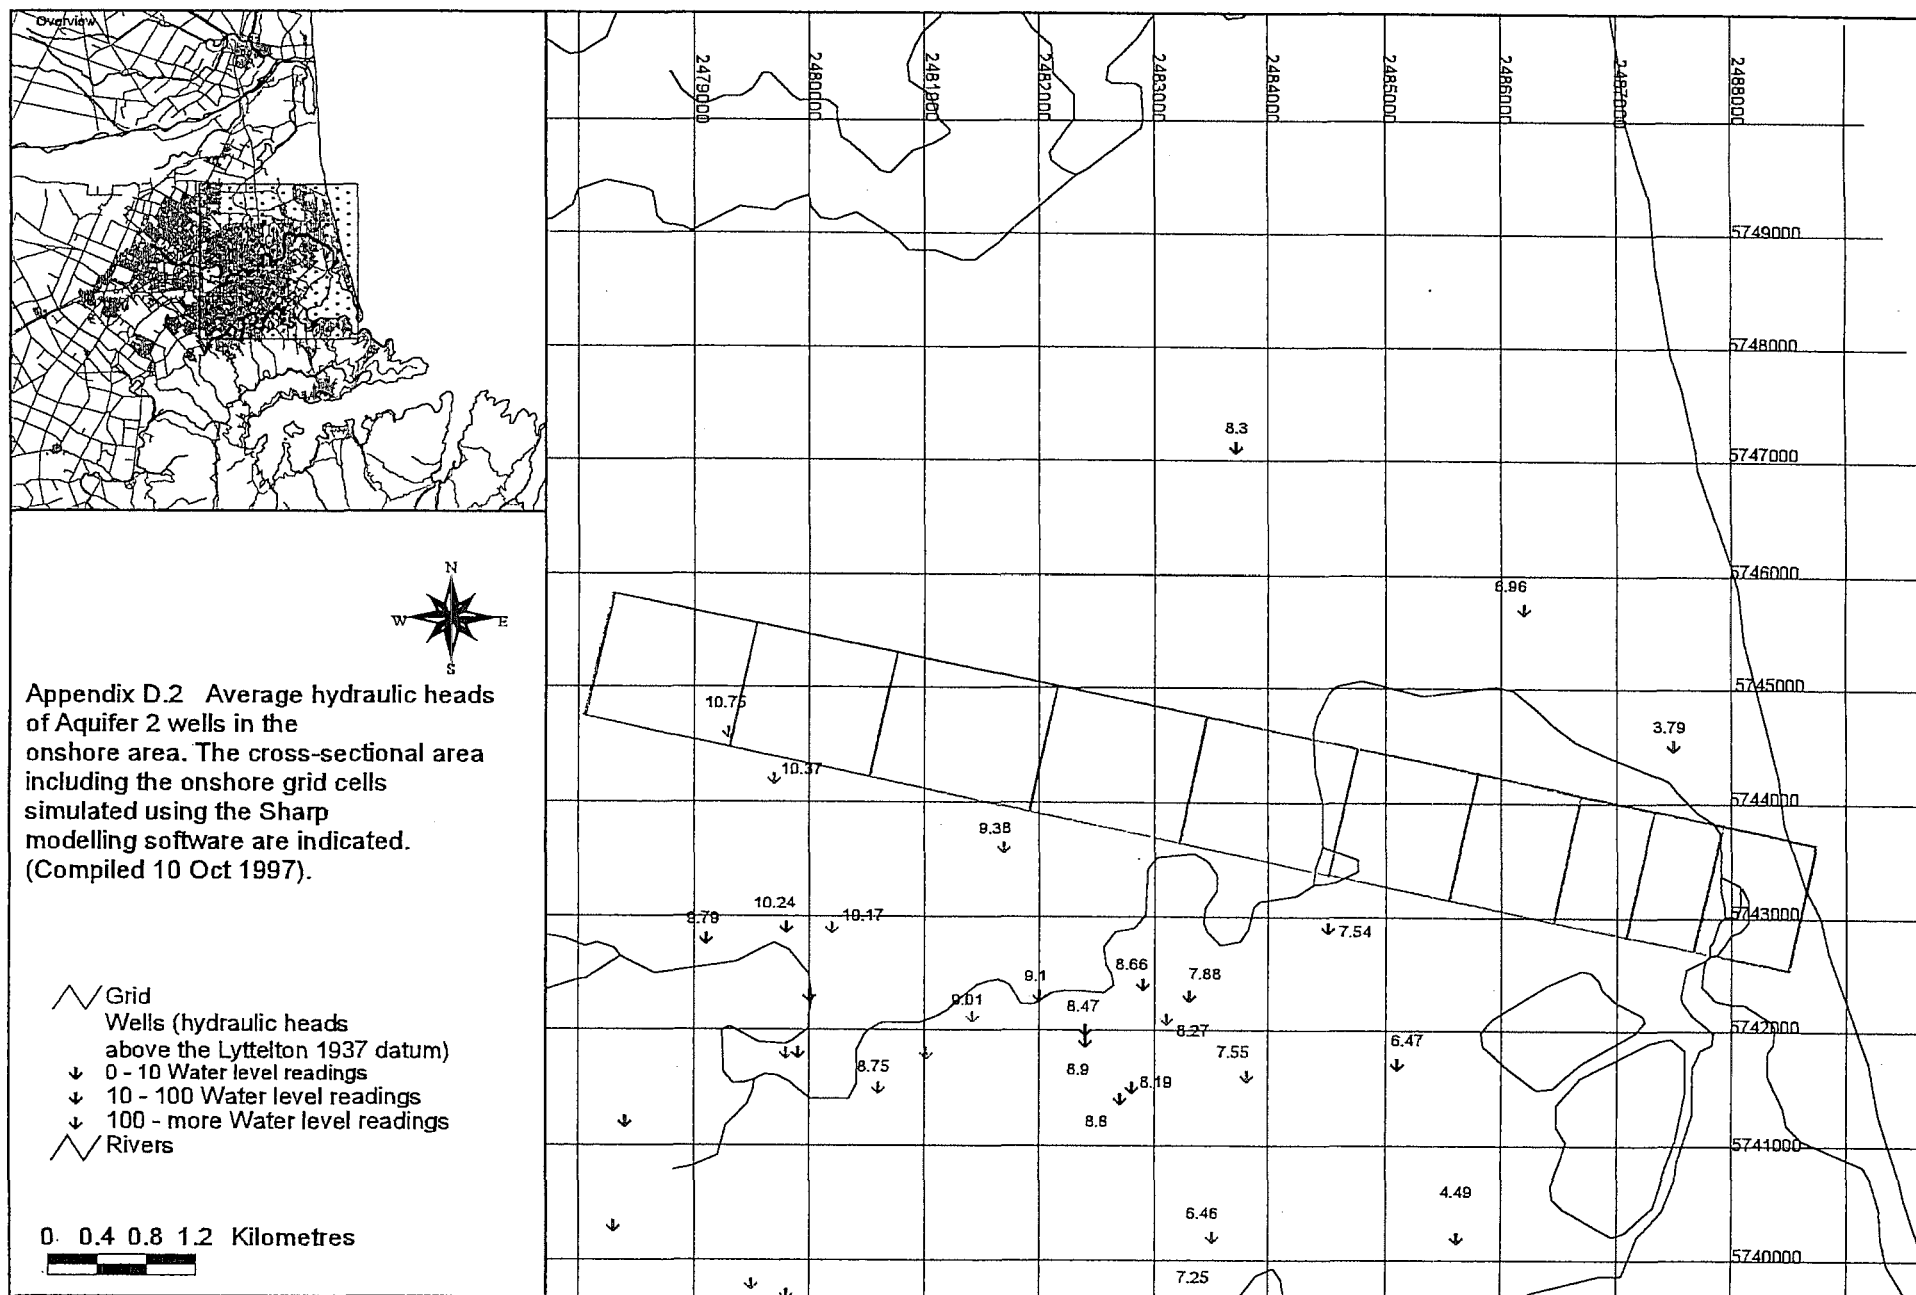 Overview
N
W E
S
Appendix D.2 Average hydraulic heads
of Aquifer 2 wells in the
onshore area. The cross-sectional area
including the onshore grid cells
simulated using the Sharp
modelling software are indicated.
(Compiled 10 Oct 1997).
Grid
Wells (hydraulic heads
above the Lyttelton 1937 datum)
0 - 10 Water level readings
10 - 100 Water level readings
100 - more Water level readings
Rivers
0 0.4 0.8 1.2 Kilometres
2479000
2480000
2481000
2482000
2483000
2484000
2485000
2486000
2487000
2488000
5749000
5748000
8.3
5747000
5746000
6.96
5745000
10.75
3.79
10.37
5744000
9.38
10.24
9.79
10.17
5743000
7.54
8.66
9.1
7.88
9.01
8.47
8.27
5742000
7.55
6.47
8.75
8.9
8.19
8.8
5741000
4.49
6.46
5740000
7.25